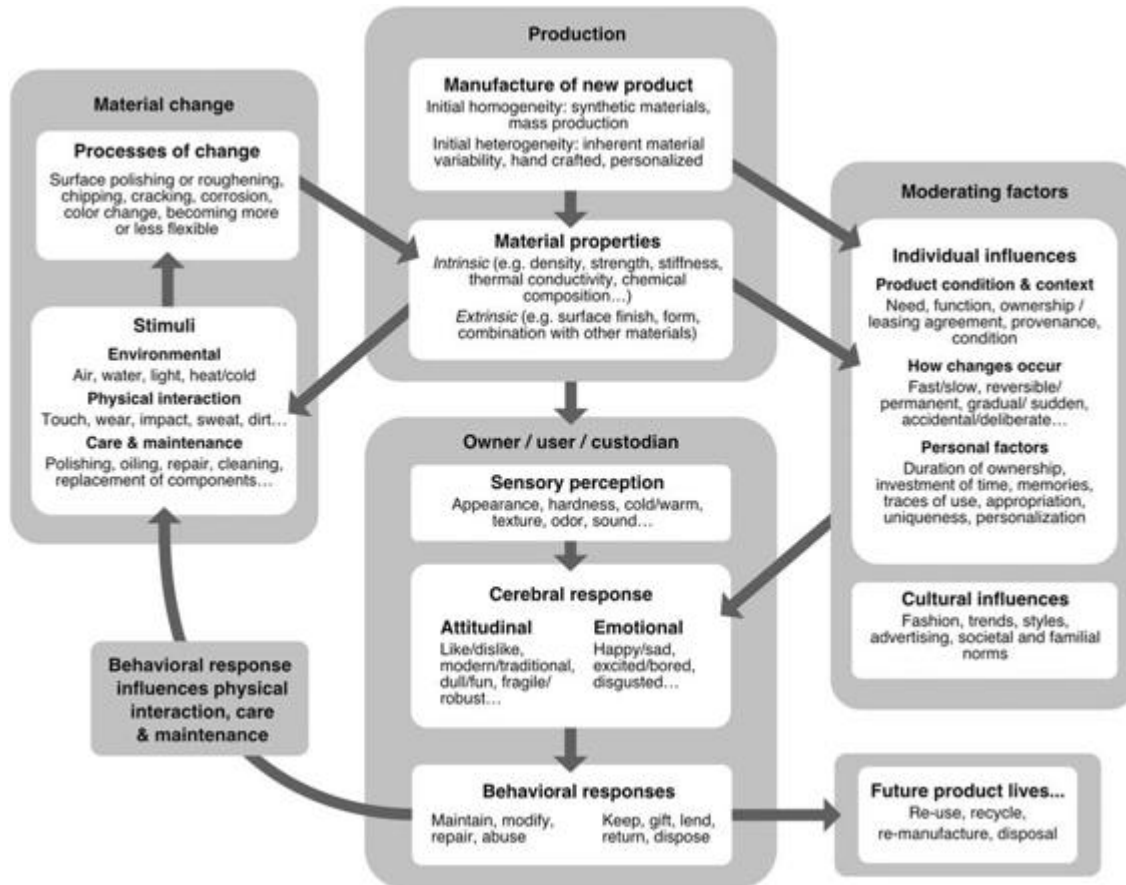 Production
Manufacture of new product
Initial homogeneity: synthetic materials,
mass production
Initial heterogeneity: inherent material
variability, hand crafted, personalized
Material properties
Intrinsic (e.g. density, strength, stiffness,
thermal conductivity, chemical
composition…)
Extrinsic (e.g. surface finish, form,
combination with other materials)
Material change
Processes of change
Surface polishing or roughening,
chipping, cracking, corrosion,
color change, becoming more
or less flexible
Stimuli
Environmental
Air, water, light, heat/cold
Physical interaction
Touch, wear, impact, sweat, dirt…
Care & maintenance
Polishing, oiling, repair, cleaning,
replacement of components…
Moderating factors
Individual influences
Product condition & context
Need, function, ownership /
leasing agreement, provenance,
condition
How changes occur
Fast/slow, reversible/
permanent, gradual/ sudden,
accidental/deliberate…
Personal factors
Duration of ownership,
investment of time, memories,
traces of use, appropriation,
uniqueness, personalization
Cultural influences
Fashion, trends, styles,
advertising, societal and familial
norms
Owner / user / custodian
Sensory perception
Appearance, hardness, cold/warm,
texture, odor, sound…
Cerebral response
Attitudinal
Like/dislike,
modern/traditional,
dull/fun, fragile/
robust…
Emotional
Happy/sad,
excited/bored,
disgusted…
Behavioral responses
Maintain, modify,
repair, abuse
Keep, gift, lend,
return, dispose
Behavioral response
influences physical
interaction, care
& maintenance
Future product lives...
Re-use, recycle,
re-manufacture, disposal